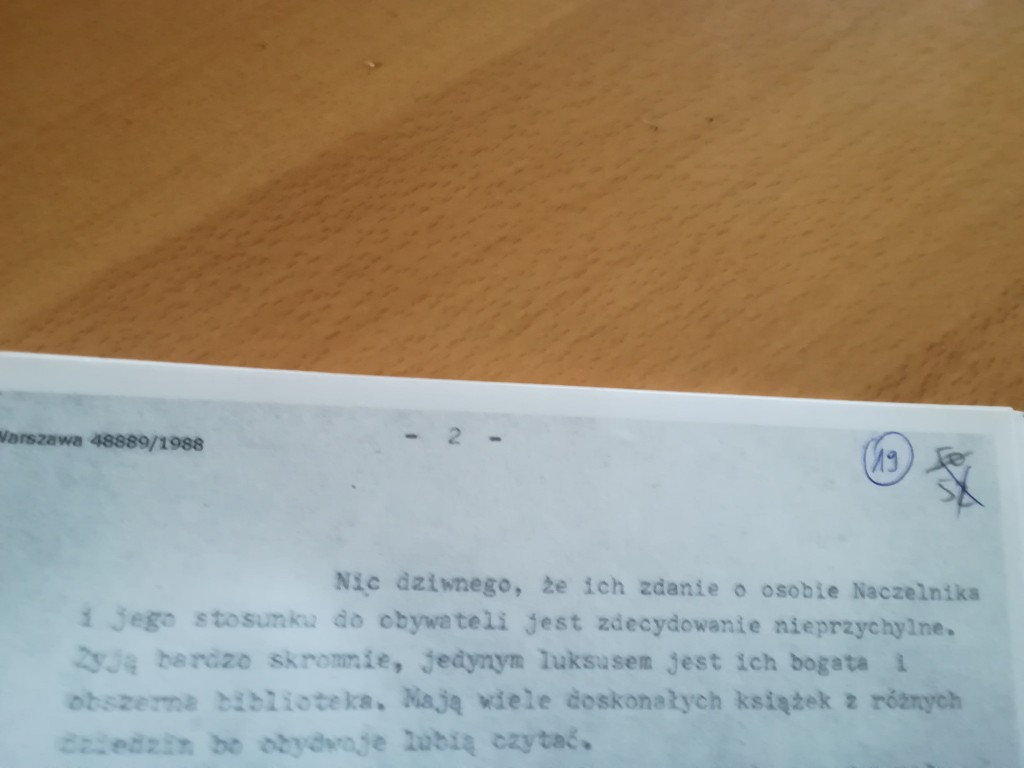 Warszawa 48889/1988
- 2 -
19
50
Nic dziwnego, że ich zdanie o osobie Naczelnika
i jego stosunku do obywateli jest zdecydowanie nieprzychylne.
Żyją bardzo skromnie, jedynym luksusem jest ich bogata i
obszerna biblioteka. Mają wiele doskonałych książek z różnych
dziedzin bo obydwoje lubią czytać.